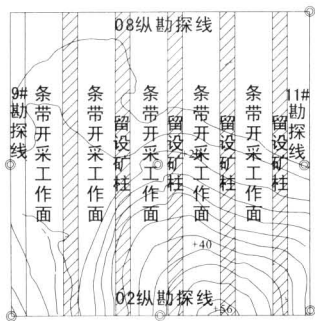 08纵勘探线
9#勘探线
条带开采工作面
条带开采工作面
留设矿柱
条带开采工作面
留设矿柱
条带开采工作面
留设矿柱
条带开采工作面
留设矿柱
11#勘探线
+40
02纵勘探线
+56